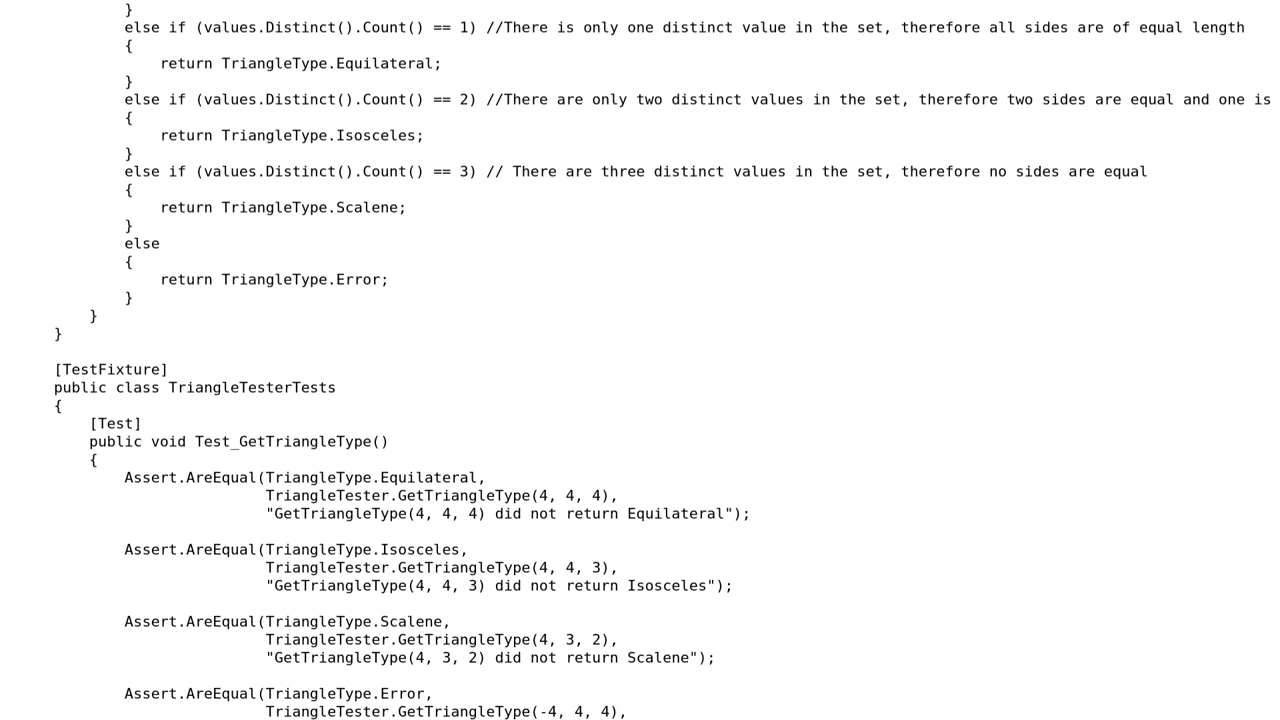 }
else if (values.Distinct().Count() == 1) //There is only one distinct value in the set, therefore all sides are of equal length
{
return TriangleType.Equilateral;
}
else if (values.Distinct().Count() == 2) //There are only two distinct values in the set, therefore two sides are equal and one is
{
return TriangleType.Isosceles;
}
else if (values.Distinct().Count() == 3) // There are three distinct values in the set, therefore no sides are equal
{
return TriangleType.Scalene;
}
else
{
return TriangleType.Error;
}
}
}
[TestFixture]
public class TriangleTesterTests
{
[Test]
public void Test_GetTriangleType()
{
Assert.AreEqual(TriangleType.Equilateral,
TriangleTester.GetTriangleType(4, 4, 4),
"GetTriangleType(4, 4, 4) did not return Equilateral");
Assert.AreEqual(TriangleType.Isosceles,
TriangleTester.GetTriangleType(4, 4, 3),
"GetTriangleType(4, 4, 3) did not return Isosceles");
Assert.AreEqual(TriangleType.Scalene,
TriangleTester.GetTriangleType(4, 3, 2),
"GetTriangleType(4, 3, 2) did not return Scalene");
Assert.AreEqual(TriangleType.Error,
TriangleTester.GetTriangleType(-4, 4, 4),